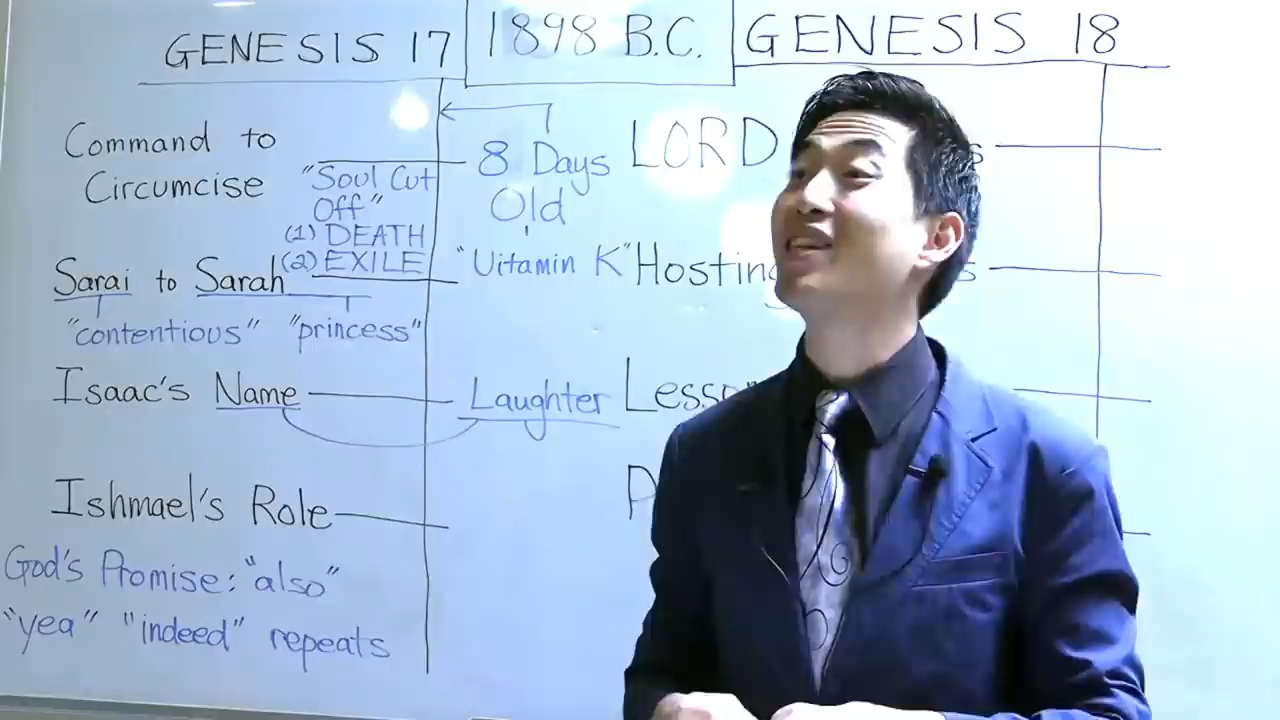 GENESIS 17
1898 B.C.
GENESIS 18
Command to
Circumcise
"Soul Cut
Off"
(1) DEATH
(2) EXILE
8 Days
Old
"Vitamin K"
Sarai to Sarah
"contentious" "princess"
Isaac's Name
Laughter
Ishmael's Role
God's Promise: "also"
"yea" "indeed" repeats
LORD
Hosting